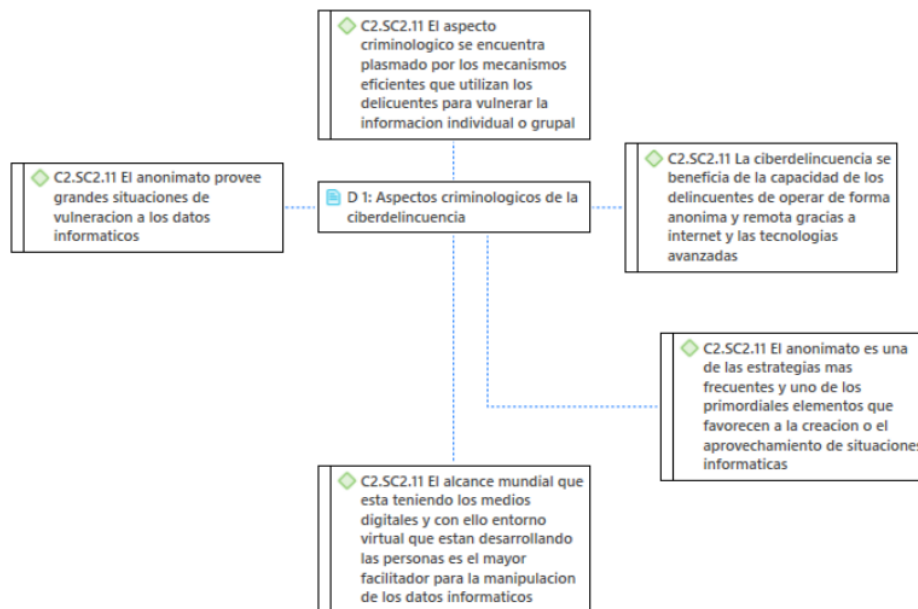 C2.SC2.11 El aspecto
criminologico se encuentra
plasmado por los mecanismos
eficientes que utilizan los
delicuentes para vulnerar la
informacion individual o grupal
C2.SC2.11 El anonimato provee
grandes situaciones de
vulneracion a los datos
informaticos
D 1: Aspectos criminologicos de la
ciberdelincuencia
C2.SC2.11 La ciberdelincuencia se
beneficia de la capacidad de los
delincuentes de operar de forma
anonima y remota gracias a
internet y las tecnologias
avanzadas
C2.SC2.11 El anonimato es una
de las estrategias mas
frecuentes y uno de los
primordiales elementos que
favorecen a la creacion o el
aprovechamiento de situaciones
informaticas
C2.SC2.11 El alcance mundial que
esta teniendo los medios
digitales y con ello entorno
virtual que estan desarrollando
las personas es el mayor
facilitador para la manipulacion
de los datos informaticos